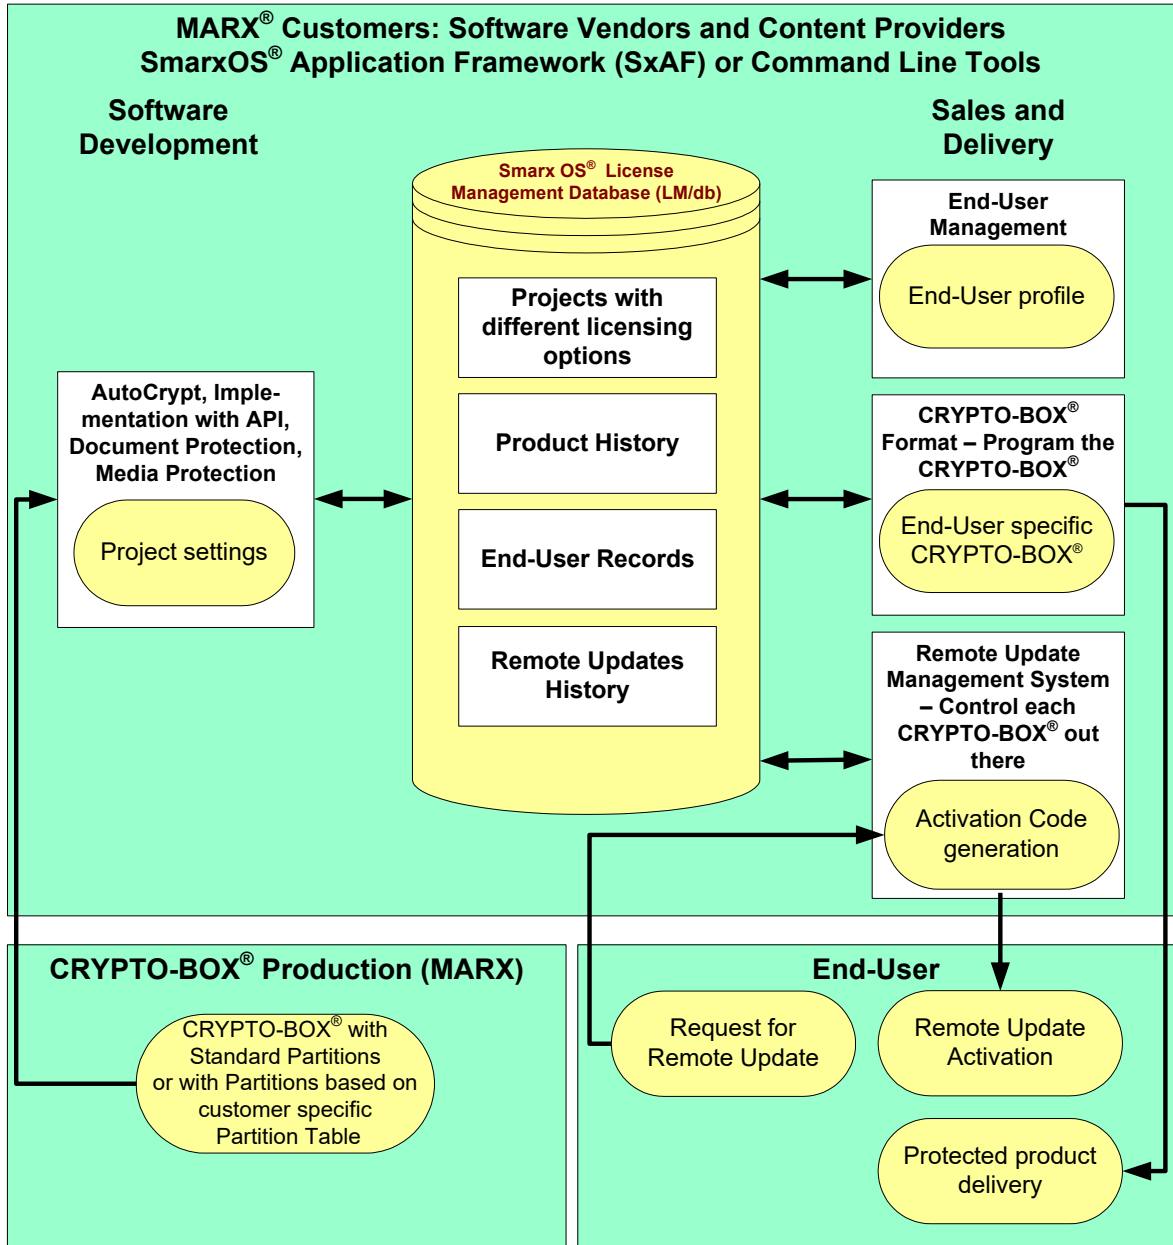 MARX® Customers: Software Vendors and Content Providers
SmarxOS® Application Framework (SxAF) or Command Line Tools
Software
Development
Sales and
Delivery
Smarx OS® License
Management Database (LM/db)
Projects with
different licensing
options
Product History
End-User Records
Remote Updates
History
AutoCrypt, Imple-
mentation with API,
Document Protection,
Media Protection
Project settings
End-User
Management
End-User profile
CRYPTO-BOX®
Format – Program the
CRYPTO-BOX®
End-User specific
CRYPTO-BOX®
Remote Update
Management System
– Control each
CRYPTO-BOX® out
there
Activation Code
generation
CRYPTO-BOX® Production (MARX)
CRYPTO-BOX® with
Standard Partitions
or with Partitions based on
customer specific
Partition Table
End-User
Request for
Remote Update
Remote Update
Activation
Protected product
delivery